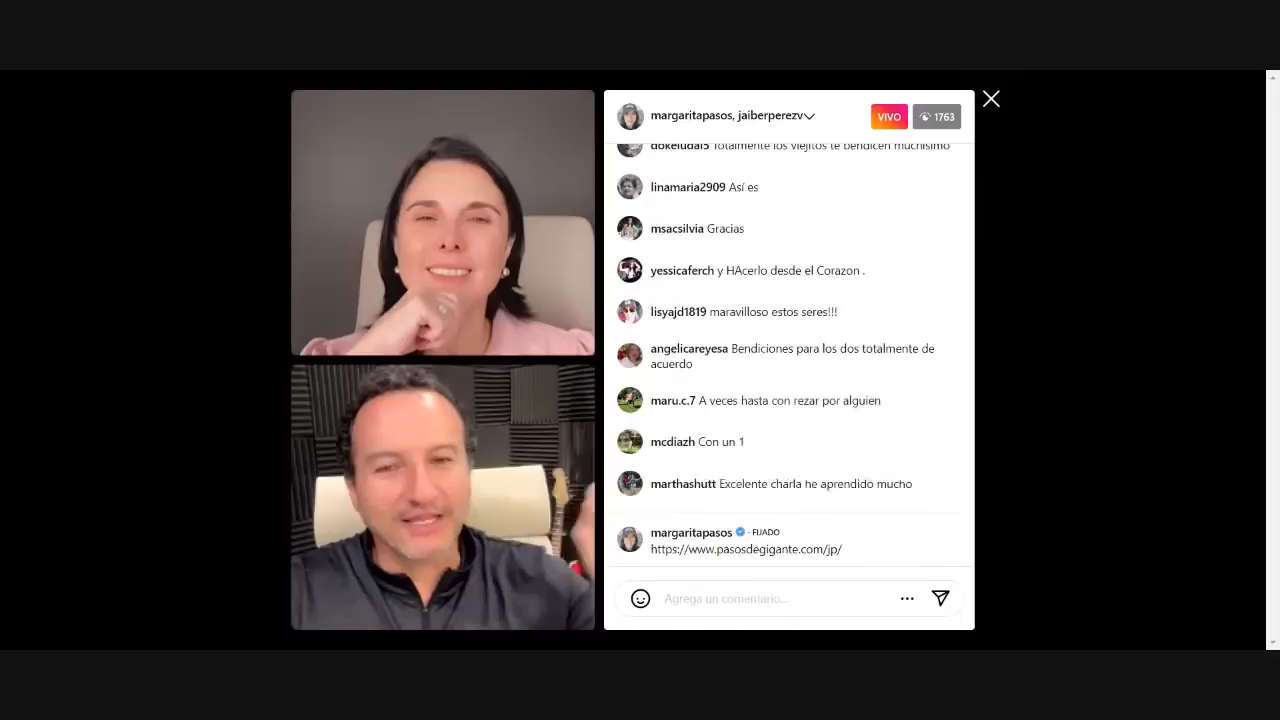 margaritapasos, jaiberperezv
VIVO
1763
dokeluda15 Totalmente los viejitos te bendicen muchísimo
linamaria2909 Así es
msacsilvia Gracias
yessicaferch y HAcerlo desde el Corazon .
lisyajd1819 maravilloso estos seres!!!
angelicareyesa Bendiciones para los dos totalmente de
acuerdo
maru.c.7 A veces hasta con rezar por alguien
mcdiazh Con un 1
marthashutt Excelente charla he aprendido mucho
margaritapasos · FIJADO
https://www.pasosdegigante.com/jp/
Agrega un comentario...